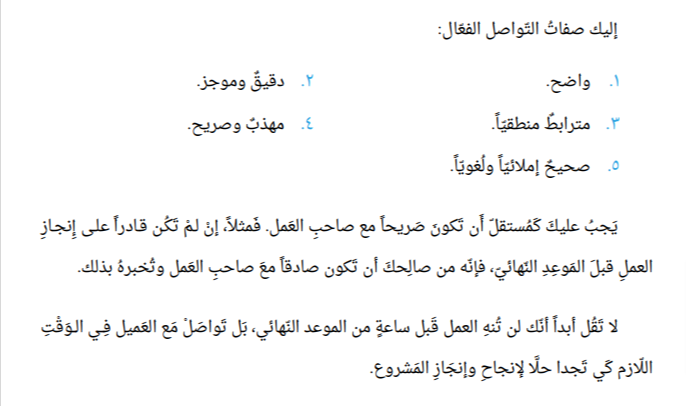 إليك صفاتُ التّواصل الفعّال:
١. واضح. ٢. دقيقٌ وموجز.
٣. مترابطٌ منطقيّاً. ٤. مهذبٌ وصريح.
٥. صحيحٌ إملائيّاً ولُغويّاً.
يَجبُ عليكَ كَمُستقلّ أَن تَكونَ صَريحاً مع صاحبِ العَمل. فَمثلاً، إنْ لمْ تَكُن قادراً على إنجازِ
العملِ قبلَ المَوعِدِ النّهائيّ، فإنّه من صالِحكَ أن تَكون صادقاً معَ صاحبِ العَمل وتُخبرهُ بذلك.
لا تَقُل أبداً أنّك لن تُنهِ العمل قَبل ساعةٍ من الموعد النّهائي، بَل تَواصَلْ مَع العَميل فِي الوَقْتِ
اللّازم كَي تَجدا حلّا لإنجاحِ وإنجَازِ المَشروع.